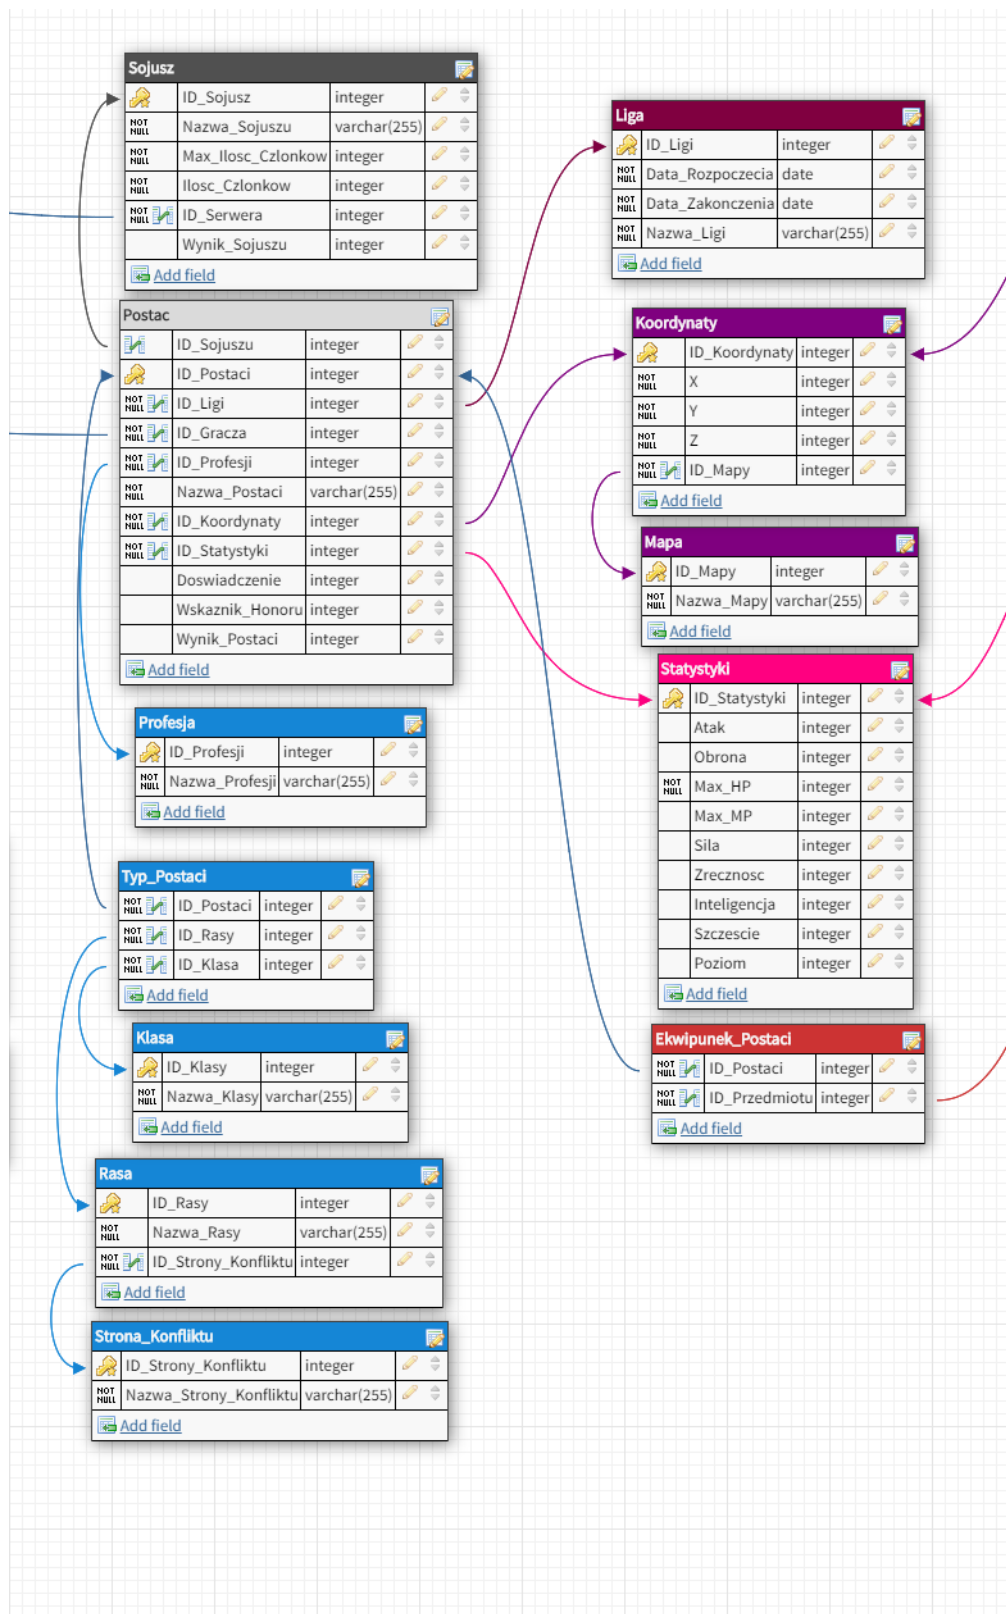 Sojusz
ID_Sojusz integer
NOT NULL Nazwa_Sojuszu varchar(255)
NOT NULL Max_Ilosc_Czlonkow integer
NOT NULL Ilosc_Czlonkow integer
NOT NULL ID_Serwera integer
Wynik_Sojuszu integer
Add field
Postac
ID_Sojuszu integer
ID_Postaci integer
NOT NULL ID_Ligi integer
NOT NULL ID_Gracza integer
NOT NULL ID_Profesji integer
NOT NULL Nazwa_Postaci varchar(255)
NOT NULL ID_Koordynaty integer
NOT NULL ID_Statystyki integer
Doswiadczenie integer
Wskaznik_Honoru integer
Wynik_Postaci integer
Add field
Profesja
ID_Profesji integer
NOT NULL Nazwa_Profesji varchar(255)
Add field
Typ_Postaci
NOT NULL ID_Postaci integer
NOT NULL ID_Rasy integer
NOT NULL ID_Klasa integer
Add field
Klasa
ID_Klasy integer
NOT NULL Nazwa_Klasy varchar(255)
Add field
Rasa
ID_Rasy integer
NOT NULL Nazwa_Rasy varchar(255)
NOT NULL ID_Strony_Konfliktu integer
Add field
Strona_Konfliktu
ID_Strony_Konfliktu integer
NOT NULL Nazwa_Strony_Konfliktu varchar(255)
Add field
Liga
ID_Ligi integer
NOT NULL Data_Rozpoczecia date
NOT NULL Data_Zakonczenia date
NOT NULL Nazwa_Ligi varchar(255)
Add field
Koordynaty
ID_Koordynaty integer
NOT NULL X integer
NOT NULL Y integer
NOT NULL Z integer
NOT NULL ID_Mapy integer
Add field
Mapa
ID_Mapy integer
NOT NULL Nazwa_Mapy varchar(255)
Add field
Statystyki
ID_Statystyki integer
Atak integer
Obrona integer
NOT NULL Max_HP integer
Max_MP integer
Sila integer
Zrecznosc integer
Inteligencja integer
Szczescie integer
Poziom integer
Add field
Ekwipunek_Postaci
NOT NULL ID_Postaci integer
NOT NULL ID_Przedmiotu integer
Add field